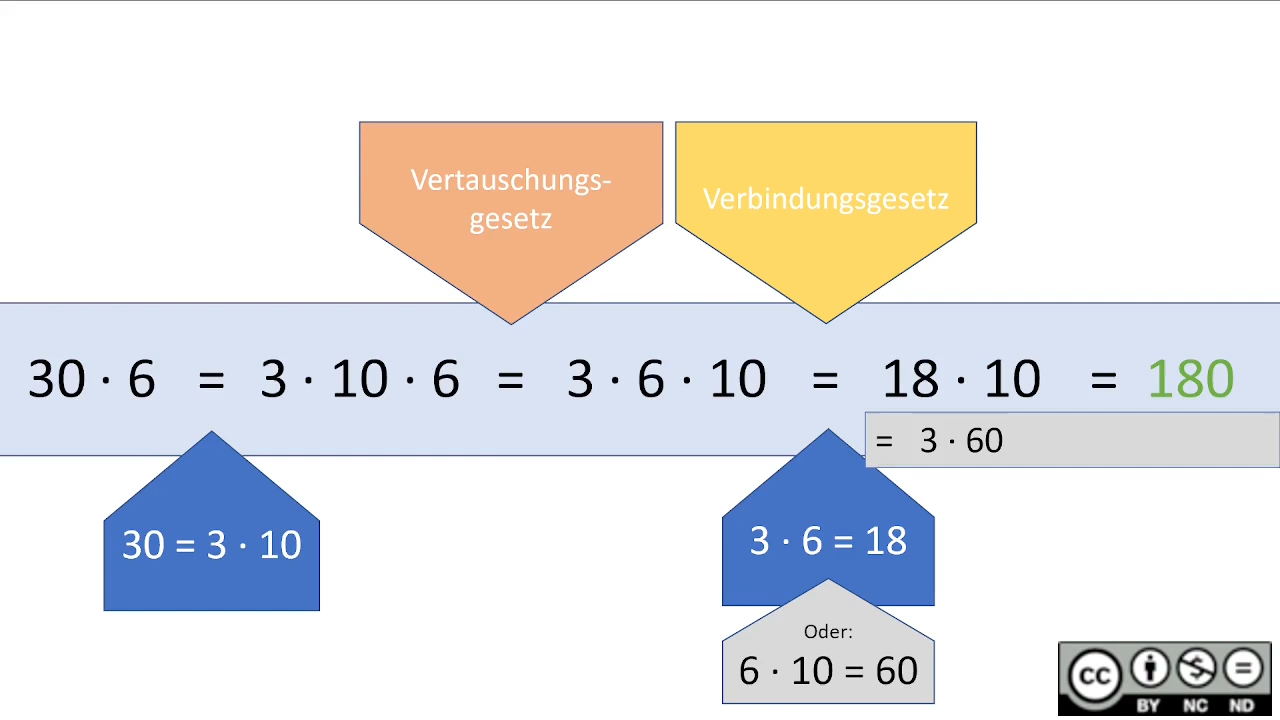 Vertauschungs-
gesetz
Verbindungsgesetz
30 · 6 = 3 · 10 · 6 = 3 · 6 · 10 = 18 · 10 = 180
= 3 · 60
30 = 3 · 10
3 · 6 = 18
Oder:
6 · 10 = 60
CC
BY NC ND